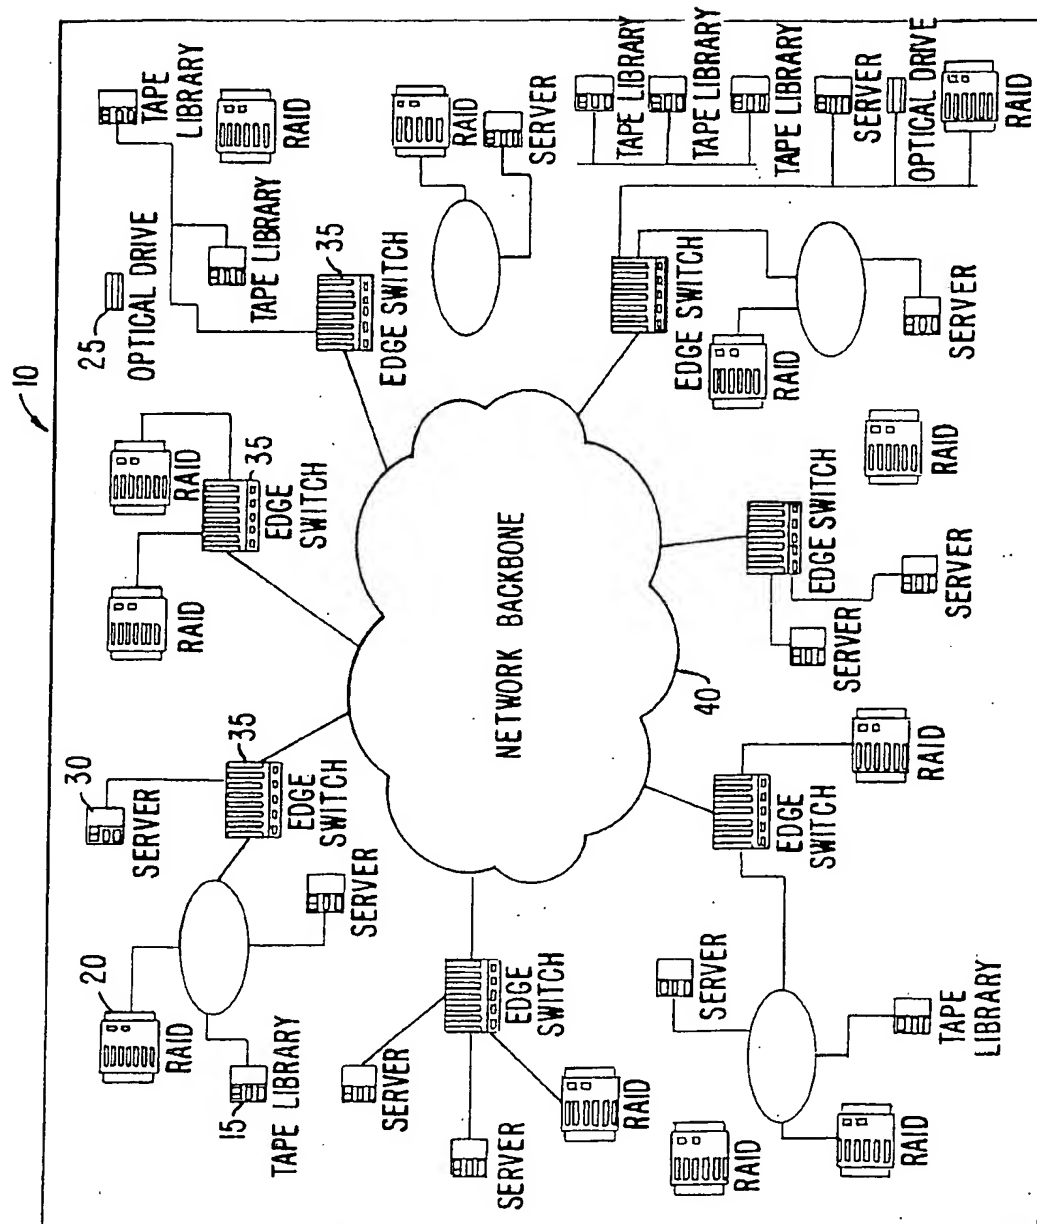 10
20
RAID
30
SERVER
RAID
RAID
25
OPTICAL DRIVE
TAPE
LIBRARY
RAID
15
TAPE LIBRARY
SERVER
35
EDGE
SWITCH
35
EDGE
SWITCH
TAPE LIBRARY
35
EDGE SWITCH
SERVER
SERVER
RAID
EDGE
SWITCH
NETWORK BACKBONE
40
RAID
SERVER
RAID
SERVER
TAPE
LIBRARY
RAID
EDGE
SWITCH
RAID
EDGE SWITCH
SERVER
SERVER
RAID
EDGE SWITCH
RAID
SERVER
TAPE LIBRARY
TAPE LIBRARY
TAPE LIBRARY
SERVER
OPTICAL DRIVE
RAID